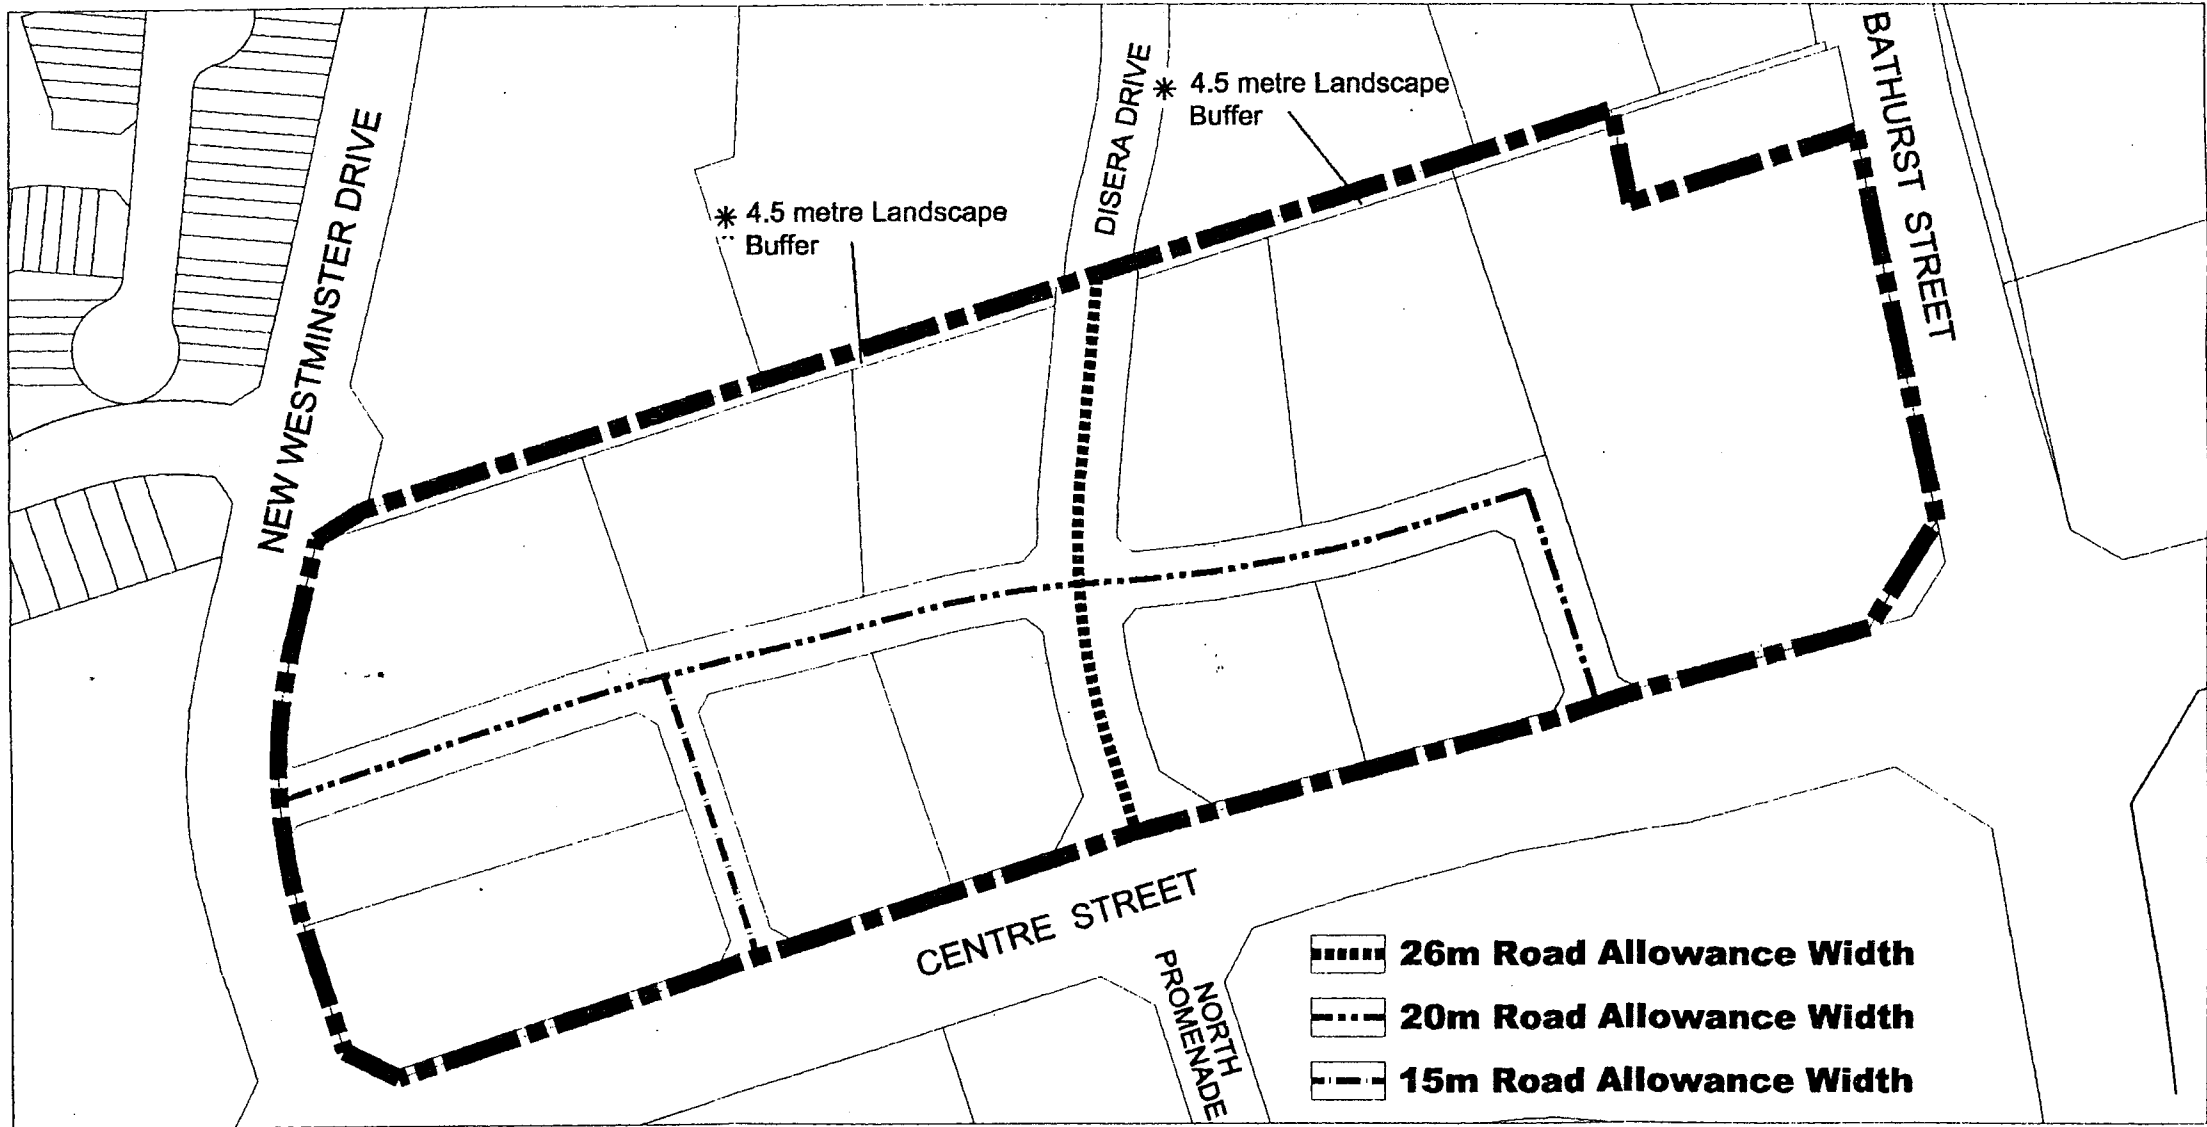 BATHURST STREET
DISERA DRIVE
* 4.5 metre Landscape
Buffer
NEW WESTMINSTER DRIVE
* 4.5 metre Landscape
Buffer
CENTRE STREET
NORTH
PROMENADE
26m Road Allowance Width
20m Road Allowance Width
15m Road Allowance Width